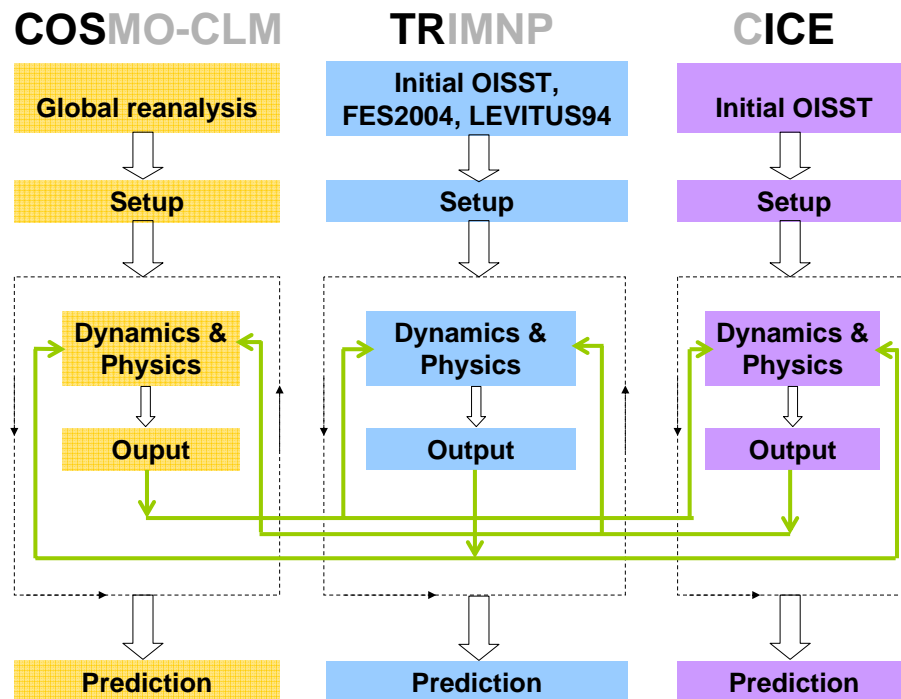 COSMO-CLM
TRIMNP
CICE
Global reanalysis
Initial OISST,
FES2004, LEVITUS94
Initial OISST
Setup
Setup
Setup
Dynamics &
Physics
Dynamics &
Physics
Dynamics &
Physics
Ouput
Output
Output
Prediction
Prediction
Prediction